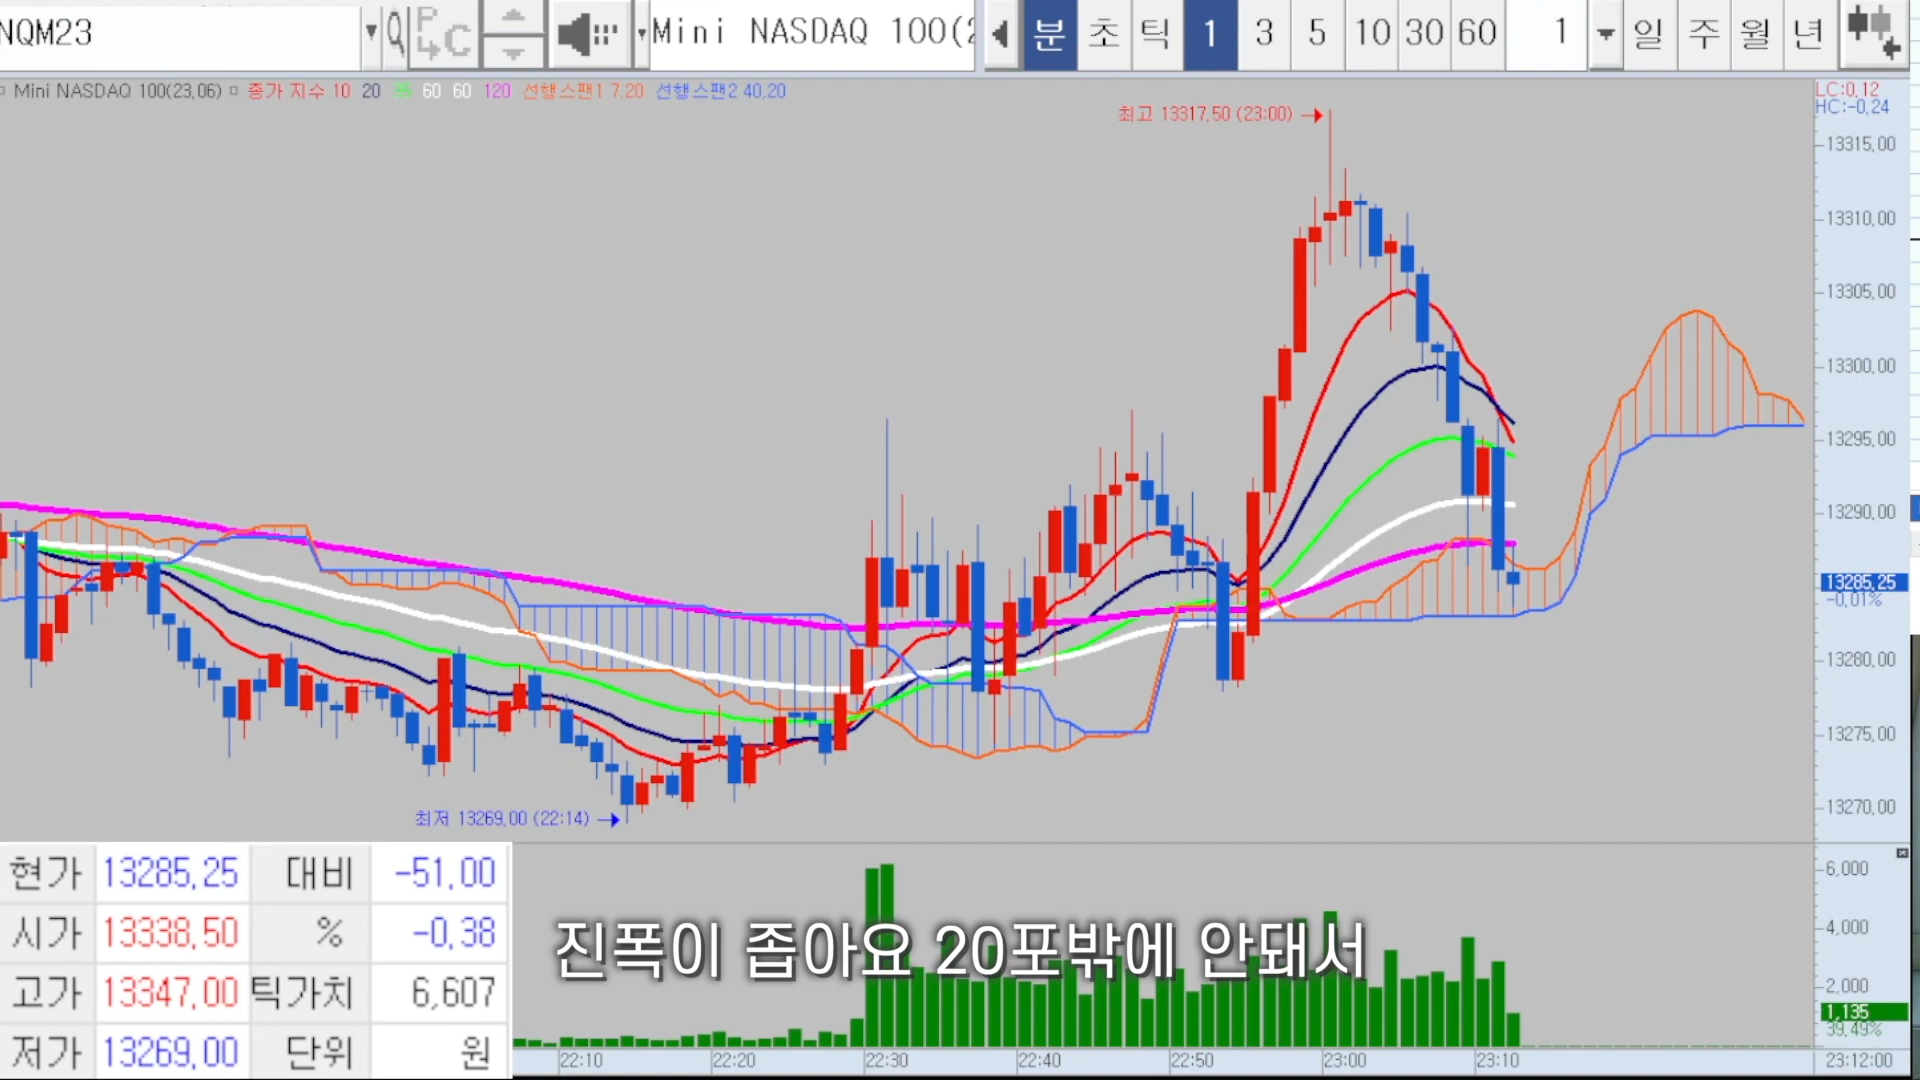 NQM23
Mini NASDAQ 100(2
분 초 틱 1 3 5 10 30 60 1 일 주 월 년
Mini NASDAQ 100(23,06) 종가 지수 10 20 60 60 120 선행스팬1 7,20 선행스팬2 40,20
LC:0,12
HC:-0,24
최고 13317,50 (23:00)
13315,00
13310,00
13305,00
13300,00
13295,00
13290,00
13285,25
-0,01%
13280,00
13275,00
13270,00
최저 13269,00 (22:14)
현가 13285,25 대비 -51,00
시가 13338,50 % -0,38
고가 13347,00 틱가치 6,607
저가 13269,00 단위 원
6,000
4,000
2,000
1,135
39,49%
진폭이 좁아요 20포밖에 안돼서
22:10 22:20 22:30 22:40 22:50 23:00 23:10 23:12:00